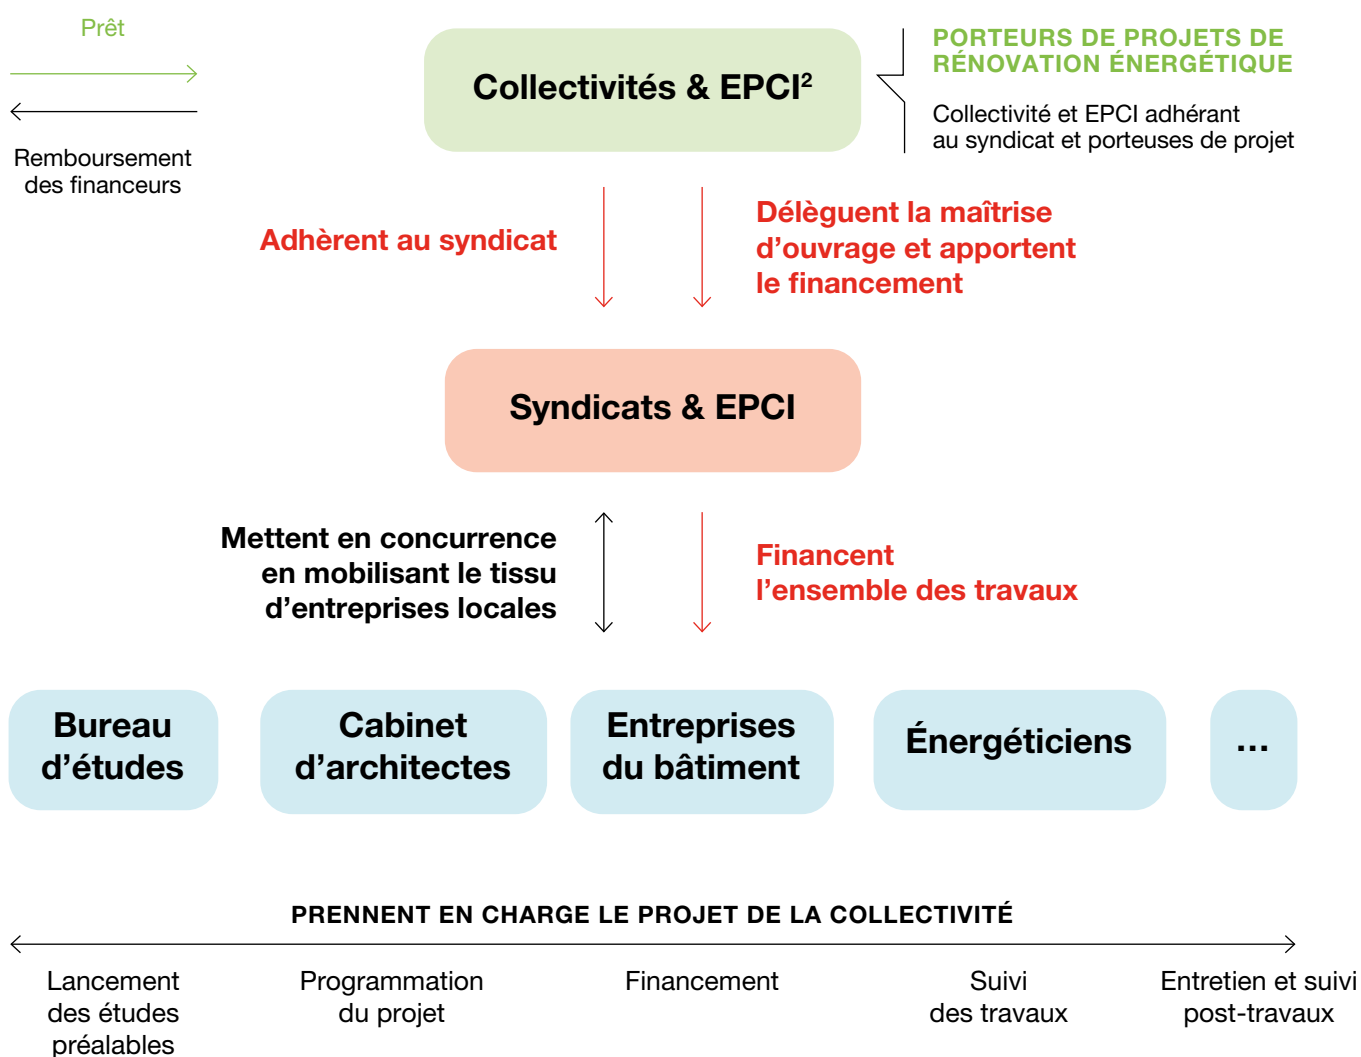 Prêt
Remboursement
des financeurs
Collectivités & EPCI²
PORTEURS DE PROJETS DE
RÉNOVATION ÉNERGÉTIQUE
Collectivité et EPCI adhérant
au syndicat et porteuses de projet
Adhèrent au syndicat
Délèguent la maîtrise
d’ouvrage et apportent
le financement
Syndicats & EPCI
Mettent en concurrence
en mobilisant le tissu
d’entreprises locales
Financent
l’ensemble des travaux
Bureau
d’études
Cabinet
d’architectes
Entreprises
du bâtiment
Énergéticiens
...
PRENNENT EN CHARGE LE PROJET DE LA COLLECTIVITÉ
Lancement
des études
préalables
Programmation
du projet
Financement
Suivi
des travaux
Entretien et suivi
post-travaux